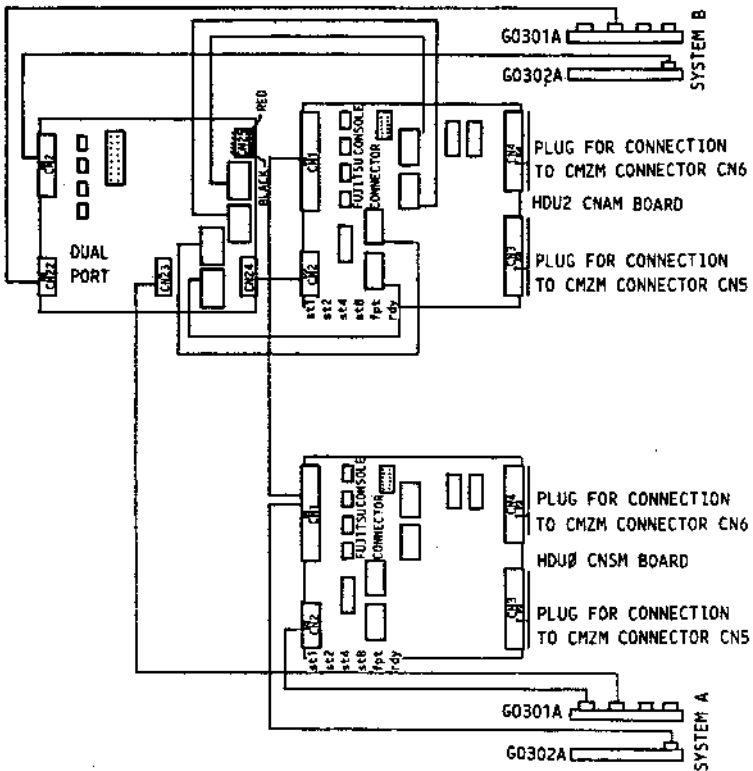 G0301A
G0302A
SYSTEM B
RED
BLACK
CN2
CN22
CN23
CN24
DUAL
PORT
CN1
CN2
FUJITSU CONSOLE
CONNECTOR
CN4
CN3
st1
st2
st4
st8
fpt
rdy
PLUG FOR CONNECTION
TO CMZM CONNECTOR CN6
HDU2 CNAM BOARD
PLUG FOR CONNECTION
TO CMZM CONNECTOR CN5
CN1
CN2
FUJITSU CONSOLE
CONNECTOR
CN4
CN3
st1
st2
st4
st8
fpt
rdy
PLUG FOR CONNECTION
TO CMZM CONNECTOR CN6
HDUØ CNSM BOARD
PLUG FOR CONNECTION
TO CMZM CONNECTOR CN5
G0301A
G0302A
SYSTEM A